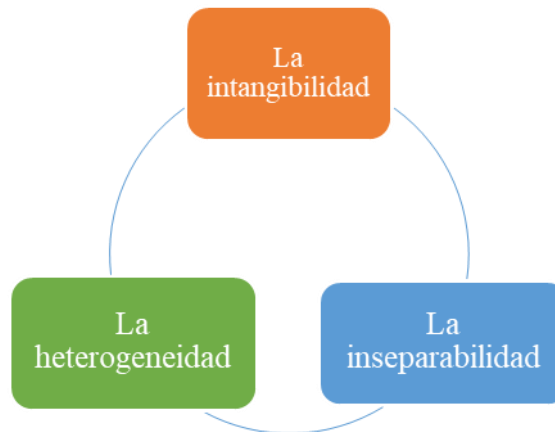 La
intangibilidad
La
heterogeneidad
La
inseparabilidad